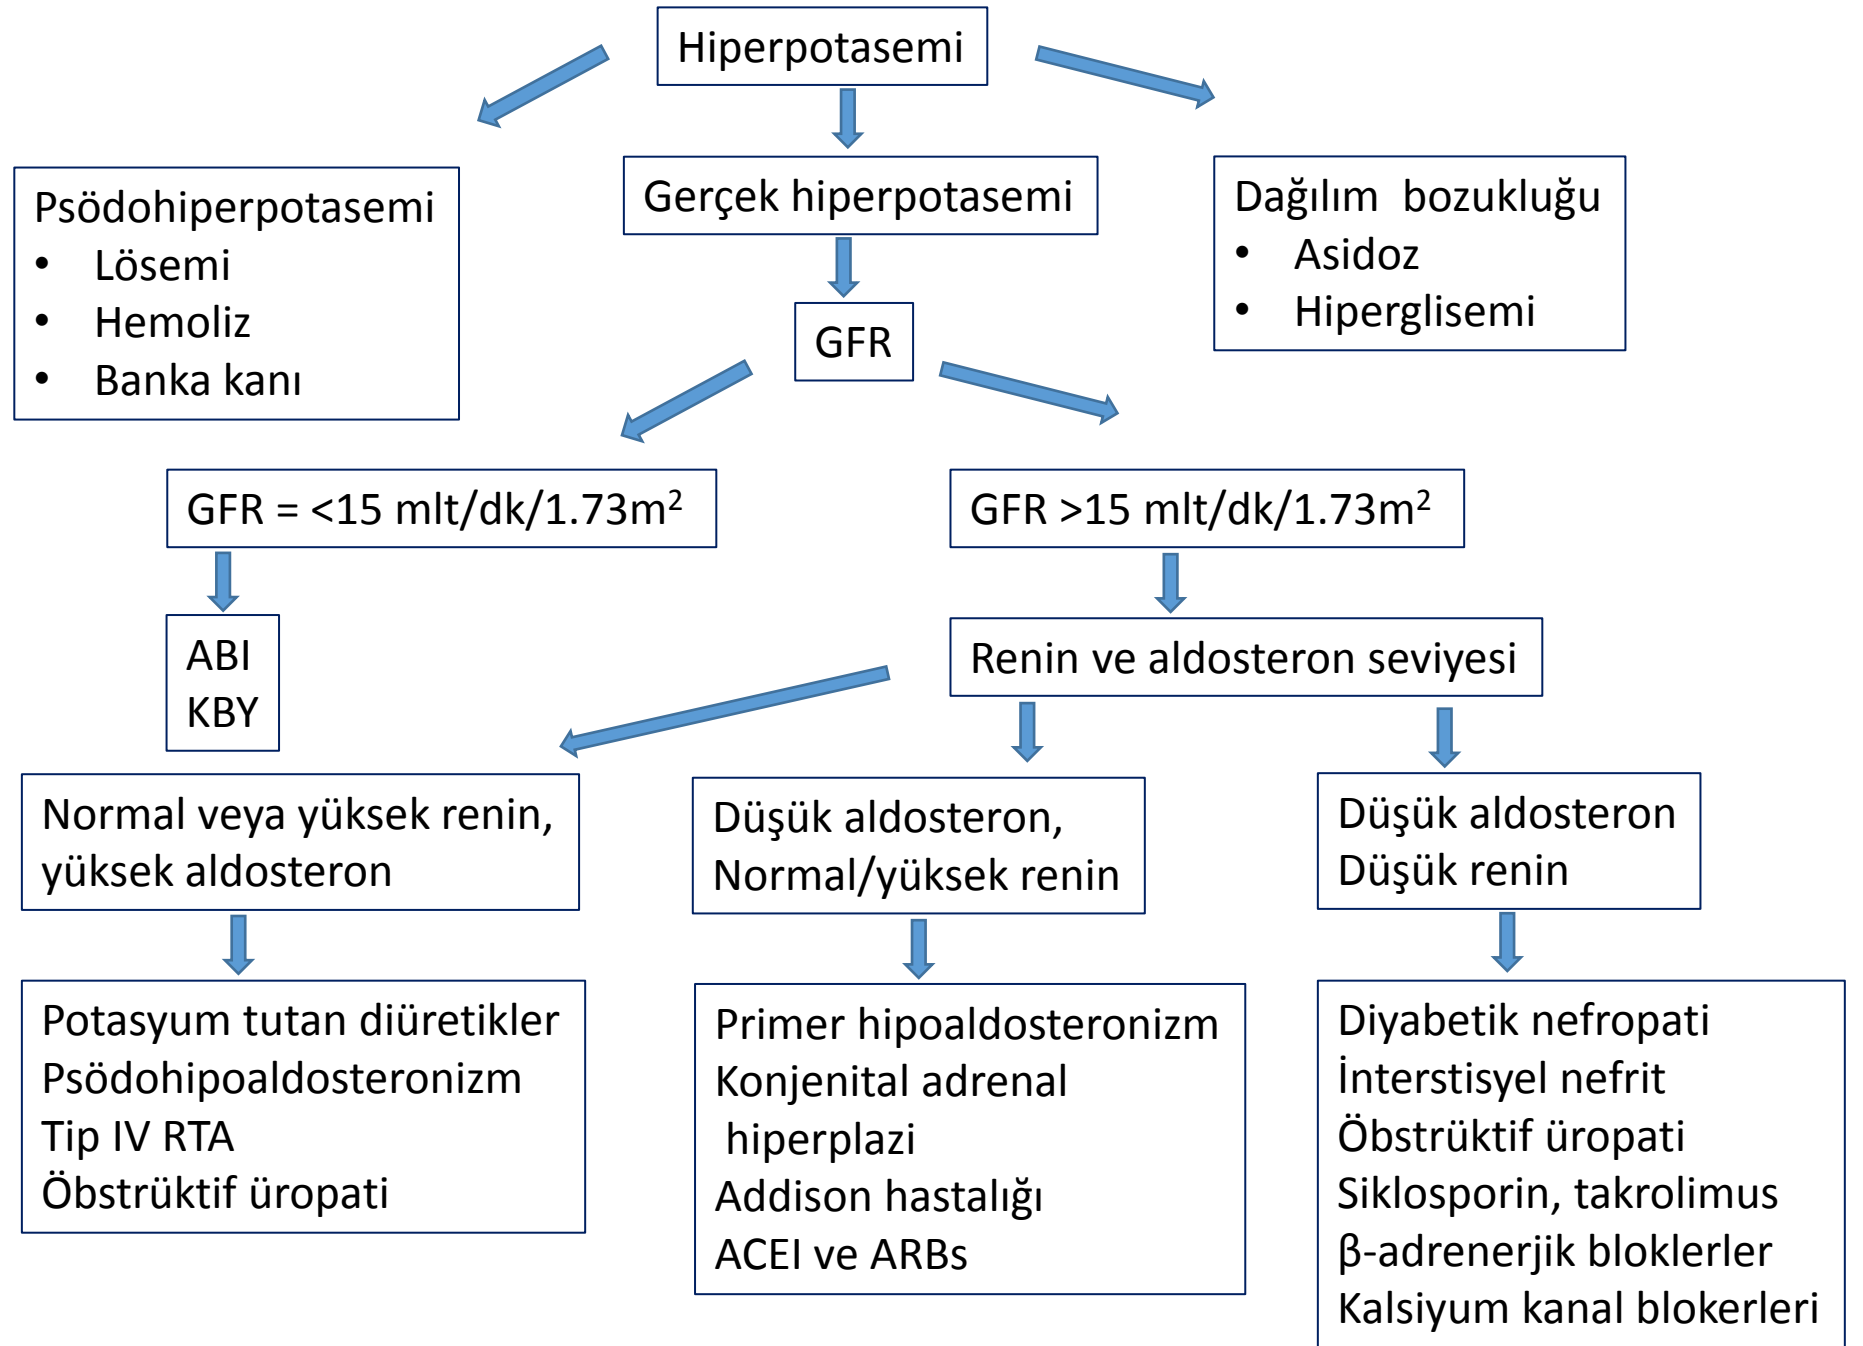 Hiperpotasemi
Psödohiperpotasemi
• Lösemi
• Hemoliz
• Banka kanı
Gerçek hiperpotasemi
Dağılım bozukluğu
• Asidoz
• Hiperglisemi
GFR
GFR = <15 mlt/dk/1.73m²
GFR >15 mlt/dk/1.73m²
ABI
KBY
Renin ve aldosteron seviyesi
Normal veya yüksek renin,
yüksek aldosteron
Düşük aldosteron,
Normal/yüksek renin
Düşük aldosteron
Düşük renin
Potasyum tutan diüretikler
Psödohipoaldosteronizm
Tip IV RTA
Öbstrüktif üropati
Primer hipoaldosteronizm
Konjenital adrenal
hiperplazi
Addison hastalığı
ACEI ve ARBs
Diyabetik nefropati
İnterstisyel nefrit
Öbstrüktif üropati
Siklosporin, takrolimus
β-adrenerjik bloklerler
Kalsiyum kanal blokerleri